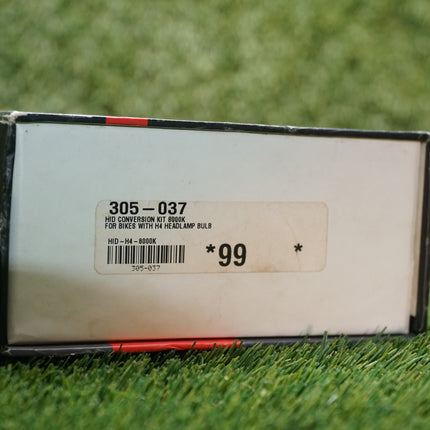 305-037
HID CONVERSION KIT 8000K
FOR BIKES WITH H4 HEADLAMP BULB
HID-H4-8000K
*99 *
305-037